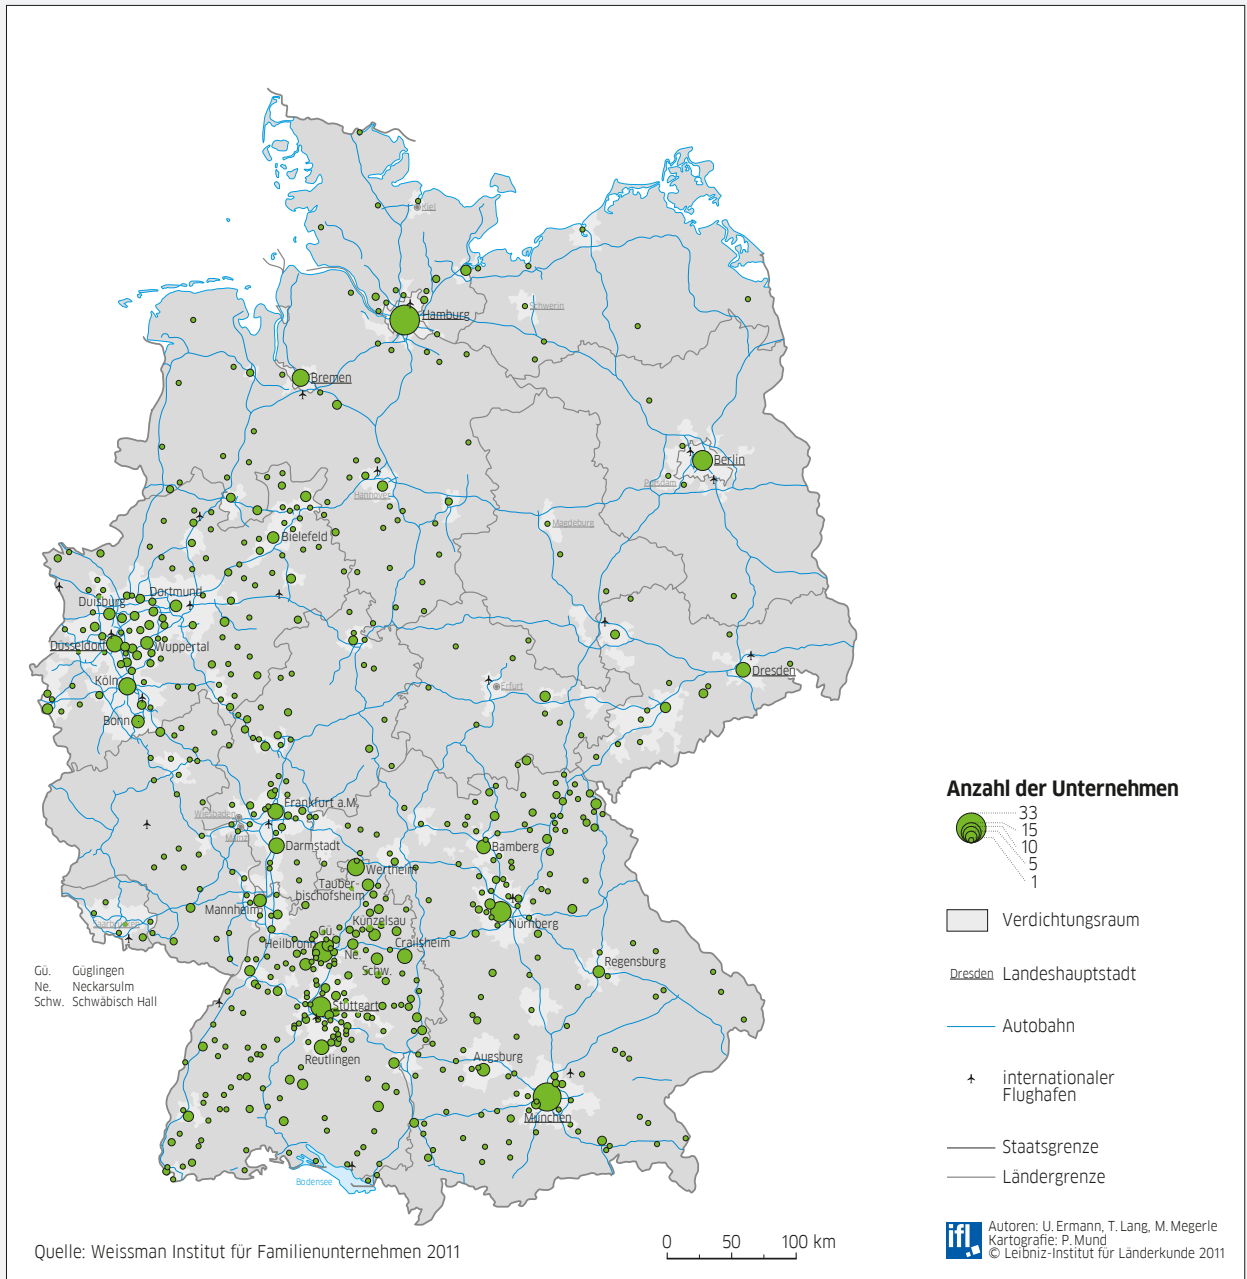 Kiel
Schwerin
Hamburg
Bremen
Berlin
Potsdam
Hannover
Magdeburg
Bielefeld
Dortmund
Duisburg
Düsseldorf
Wuppertal
Köln
Bonn
Dresden
Erfurt
Frankfurt a.M.
Wiesbaden
Mainz
Darmstadt
Bamberg
Wertheim
Tauber-
bischofsheim
Mannheim
Künzelsau
Nürnberg
Gü.
Heilbronn
Crailsheim
Ne.
Schw.
Regensburg
Stuttgart
Reutlingen
Augsburg
München
Bodensee
Gü. Güglingen
Ne. Neckarsulm
Schw. Schwäbisch Hall
Anzahl der Unternehmen
33
15
10
5
1
Verdichtungsraum
Dresden Landeshauptstadt
Autobahn
internationaler
Flughafen
Staatsgrenze
Ländergrenze
Quelle: Weissman Institut für Familienunternehmen 2011
0 50 100 km
ifl
Autoren: U. Ermann, T. Lang, M. Megerle
Kartografie: P. Mund
© Leibniz-Institut für Länderkunde 2011